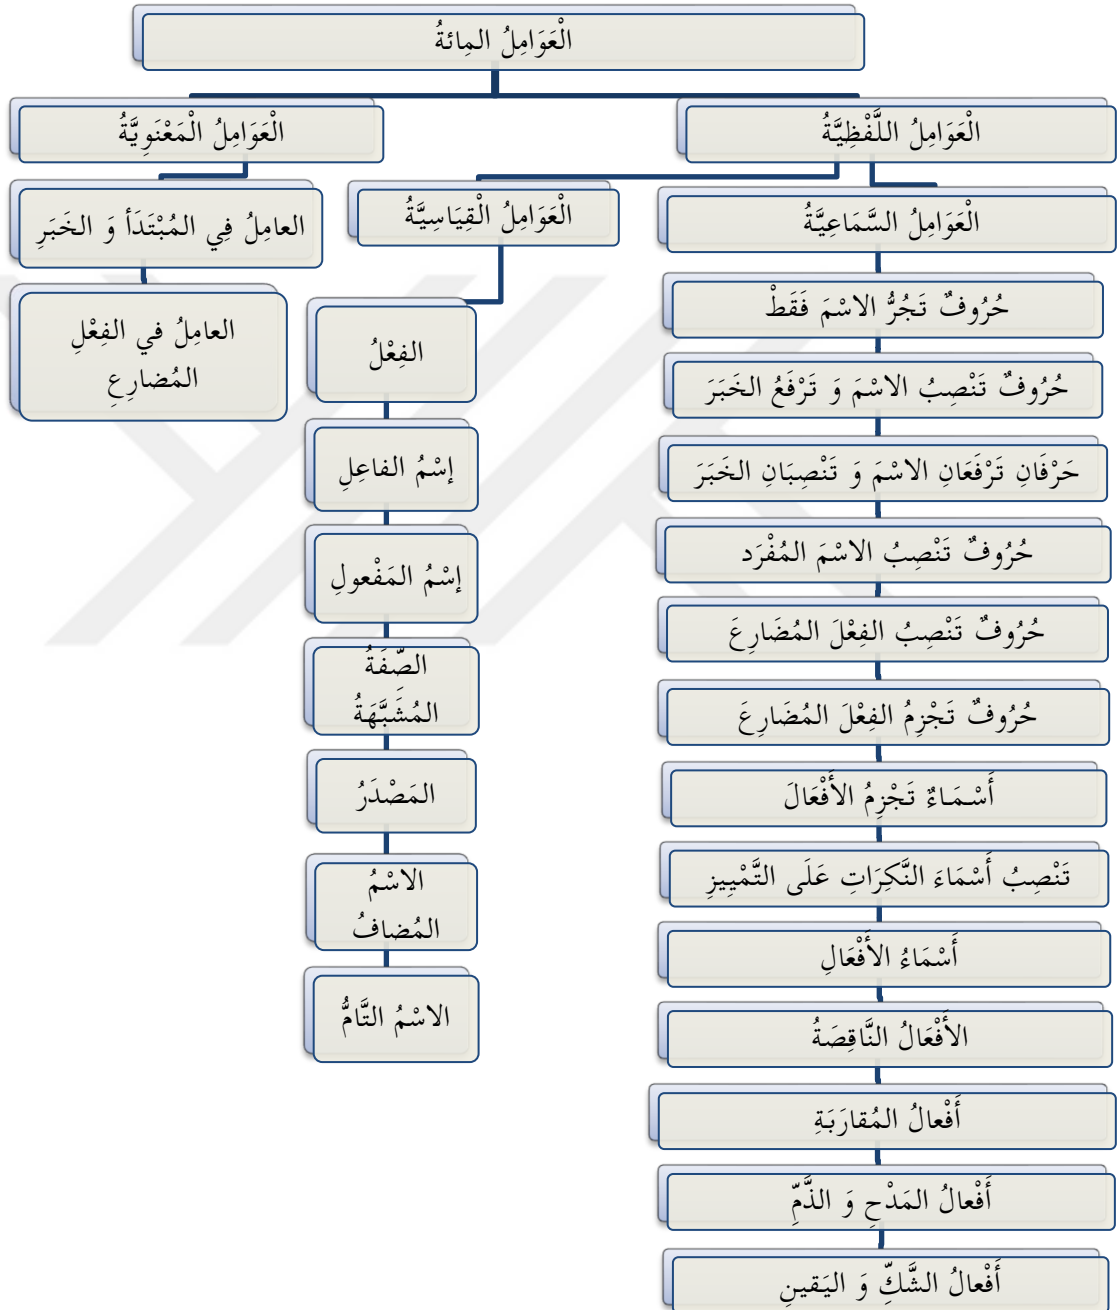 الْعَوَامِلُ المِائةُ
الْعَوَامِلُ اللَّفْظِيَّةُ
الْعَوَامِلُ الْمَعْنَوِيَّةُ
الْعَوَامِلُ السَّمَاعِيَّةُ
حُرُوفٌ تَجُرُّ الاسْمَ فَقَطْ
حُرُوفٌ تَنْصِبُ الاسْمَ وَ تَرْفَعُ الخَبَرَ
حَرْفَانِ تَرْفَعَانِ الاسْمَ وَ تَنْصِبَانِ الخَبَرَ
حُرُوفٌ تَنْصِبُ الاسْمَ المُفْرَد
حُرُوفٌ تَنْصِبُ الفِعْلَ المُضَارِعَ
حُرُوفٌ تَجْزِمُ الفِعْلَ المُضَارِعَ
أَسْمَاءٌ تَجْزِمُ الأَفْعَالَ
تَنْصِبُ أَسْمَاءَ النَّكِرَاتِ عَلَى التَّمْيِيزِ
أَسْمَاءُ الأَفْعَالِ
الأَفْعَالُ النَّاقِصَةُ
أَفْعالُ المُقارَبَةِ
أَفْعالُ المَدْحِ وَ الذَّمِّ
أَفْعالُ الشَّكِّ وَ اليَقينِ
الْعَوَامِلُ الْقِيَاسِيَّةُ
الفِعْلُ
إسْمُ الفاعِلِ
إسْمُ المَفْعولِ
الصِّفَةُ
المُشَبَّهَةُ
المَصْدَرُ
الاسْمُ
المُضافُ
الاسْمُ التَّامُّ
العامِلُ فِي المُبْتَدَأ وَ الخَبَرِ
العامِلُ في الفِعْلِ
المُضارِعِ